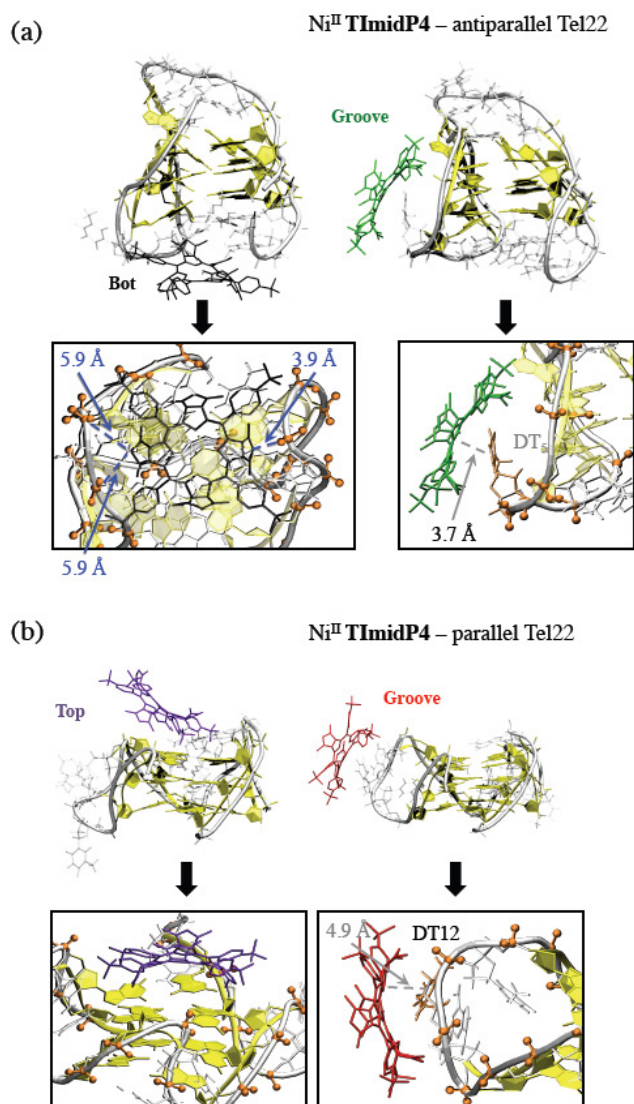 (a)
Ni^II TImidP4 – antiparallel Tel22
Groove
Bot
5.9 Å
3.9 Å
5.9 Å
DT
3.7 Å
(b)
Ni^II TImidP4 – parallel Tel22
Top
Groove
4.9 Å
DT12